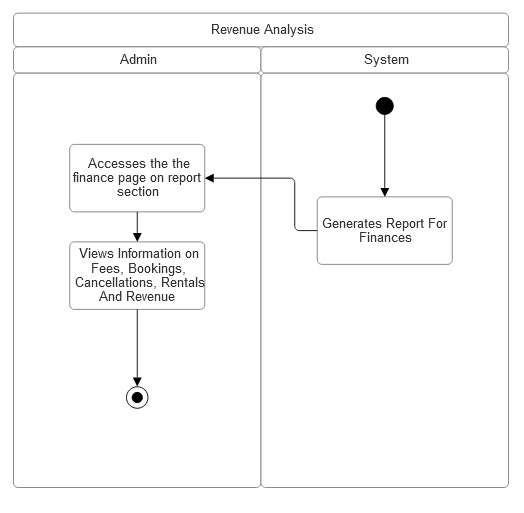 Revenue Analysis
Admin
System
Accesses the the
finance page on report
section
Generates Report For
Finances
Views Information on
Fees, Bookings,
Cancellations, Rentals
And Revenue